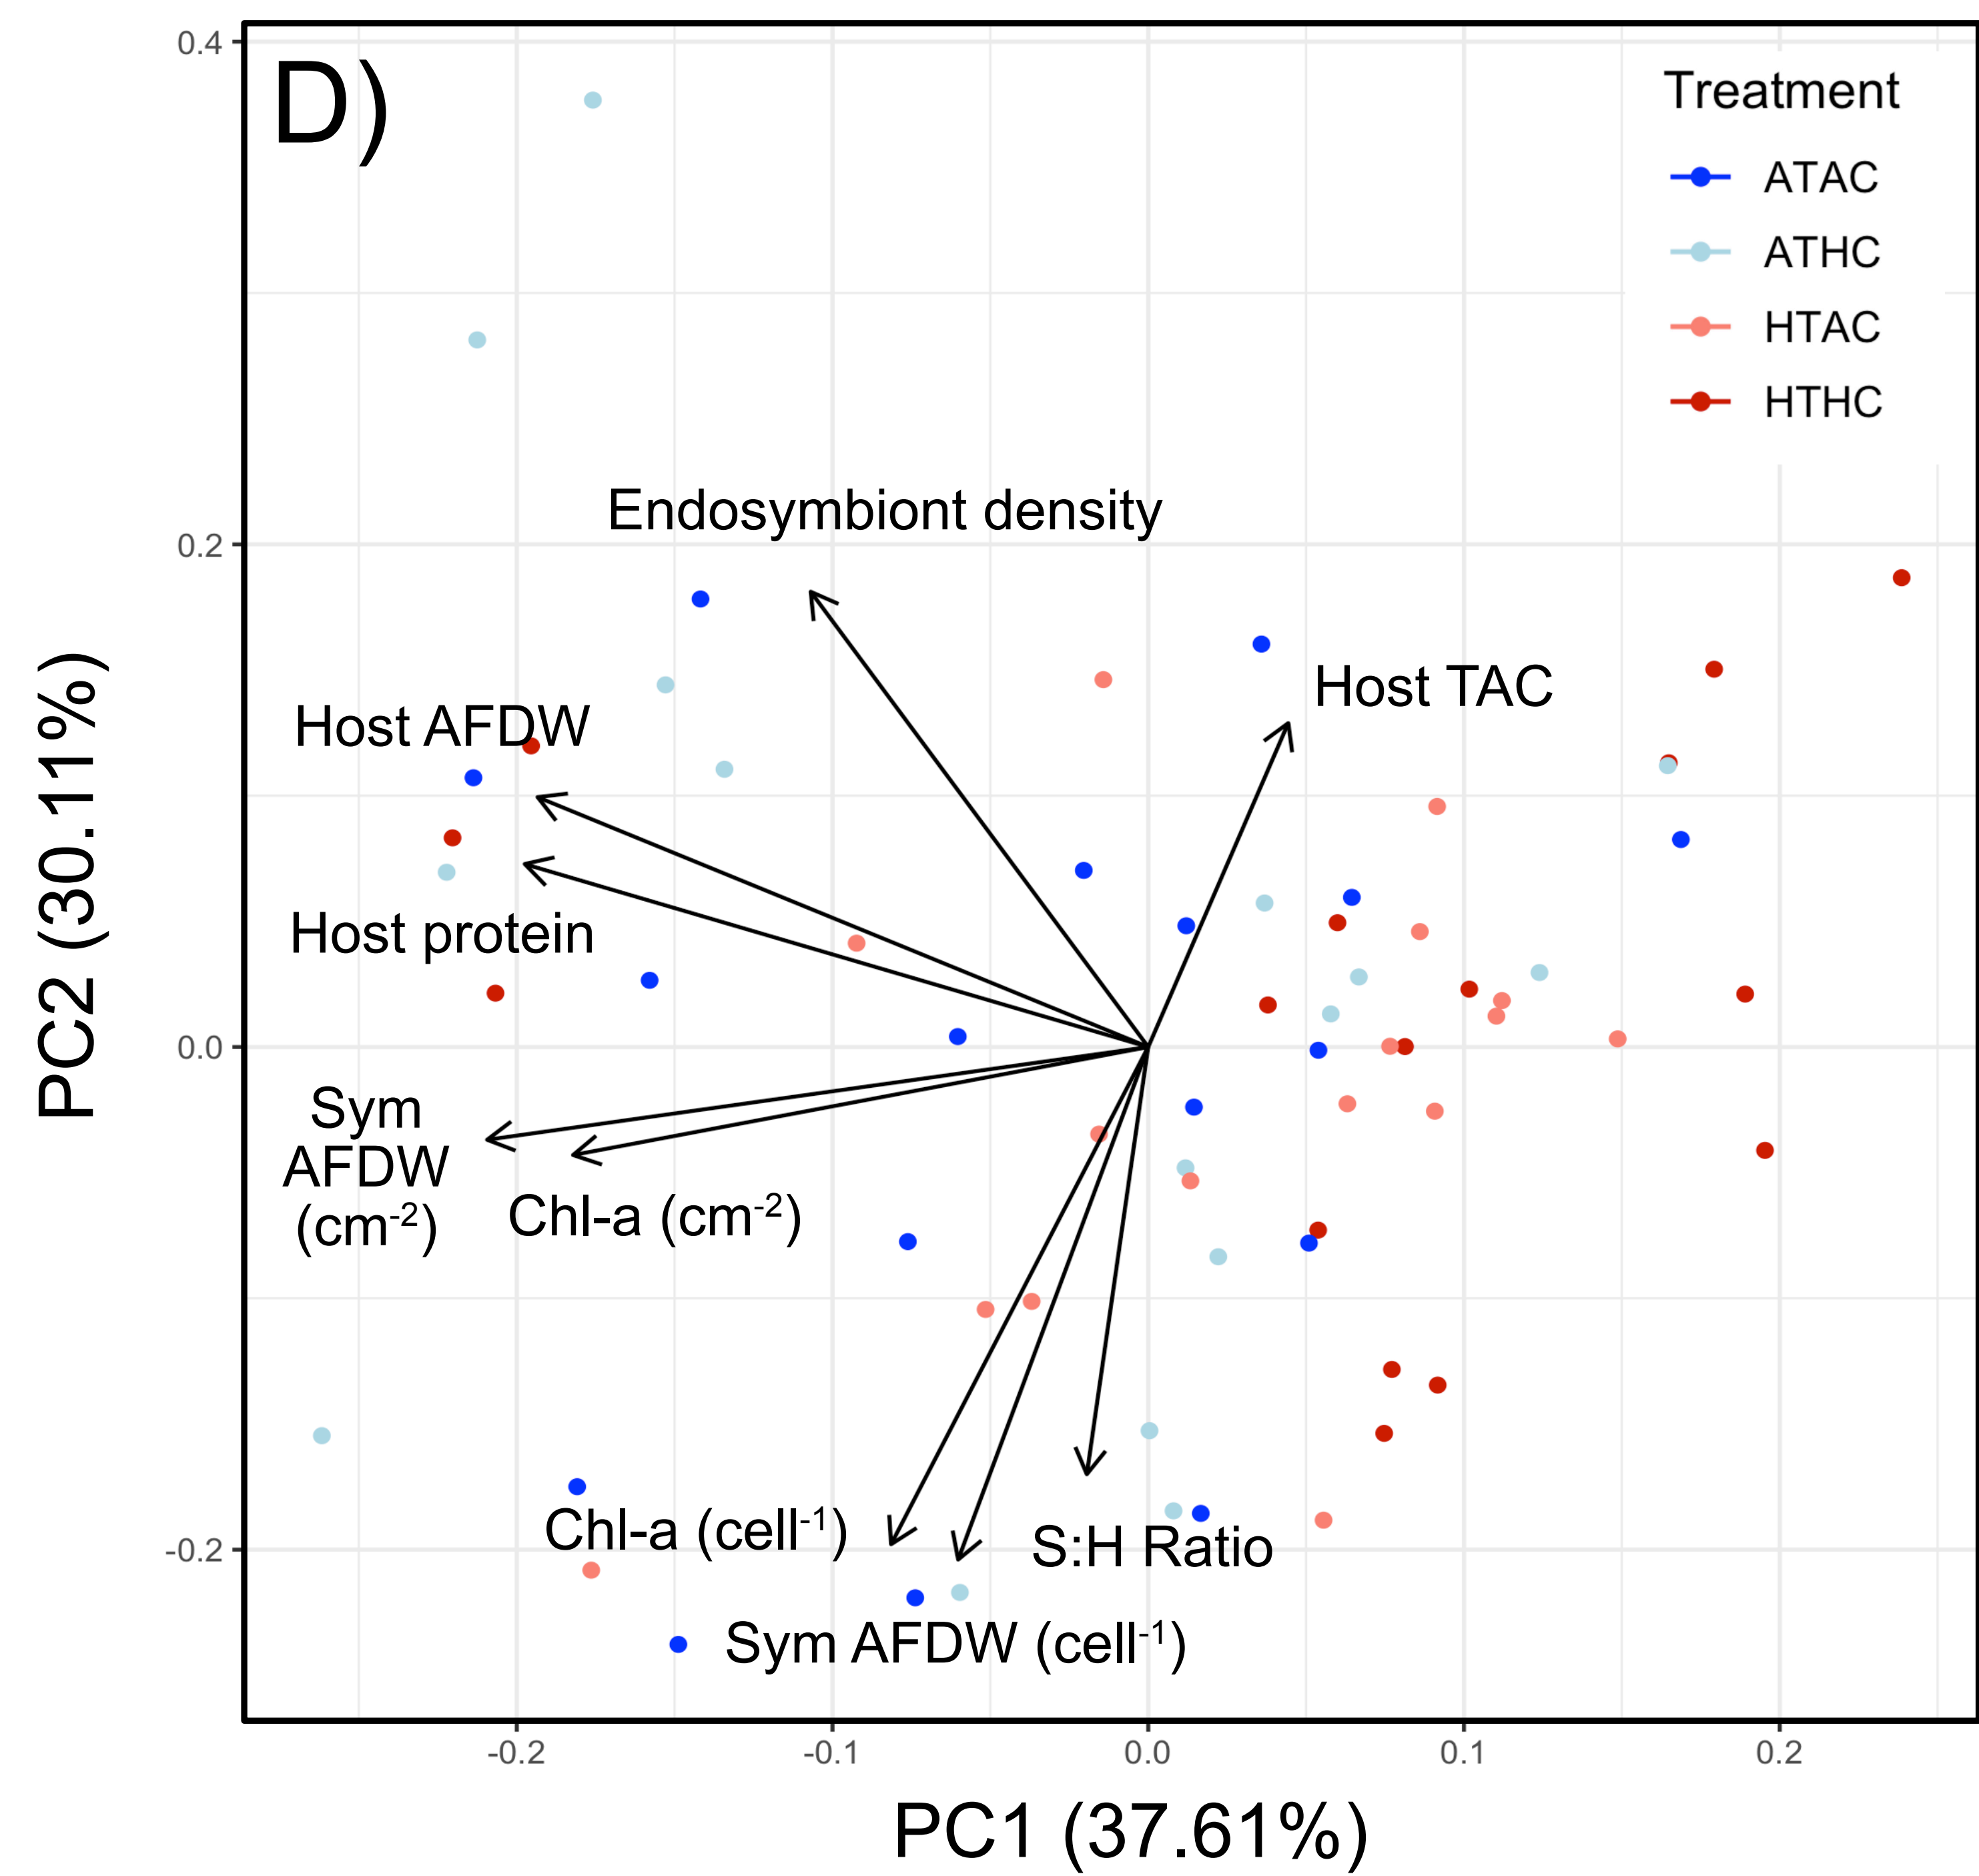 D)
Treatment
ATAC
ATHC
HTAC
HTHC
0.4
0.2
0.0
-0.2
PC2 (30.11%)
Endosymbiont density
Host TAC
Host AFDW
Host protein
Sym
AFDW
(cm⁻²)
Chl-a (cm⁻²)
Chl-a (cell⁻¹)
S:H Ratio
Sym AFDW (cell⁻¹)
-0.2
-0.1
0.0
0.1
0.2
PC1 (37.61%)